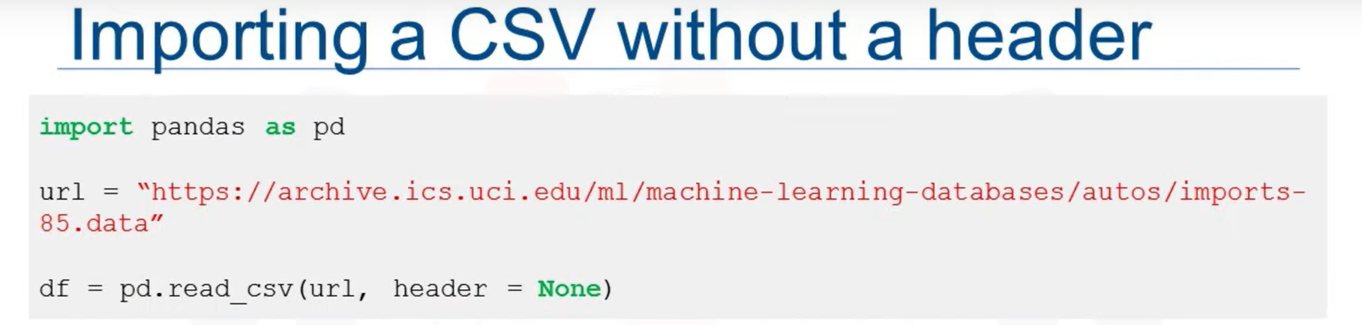 Importing a CSV without a header
import pandas as pd
url = “https://archive.ics.uci.edu/ml/machine-learning-databases/autos/imports-
85.data”
df = pd.read_csv(url, header = None)